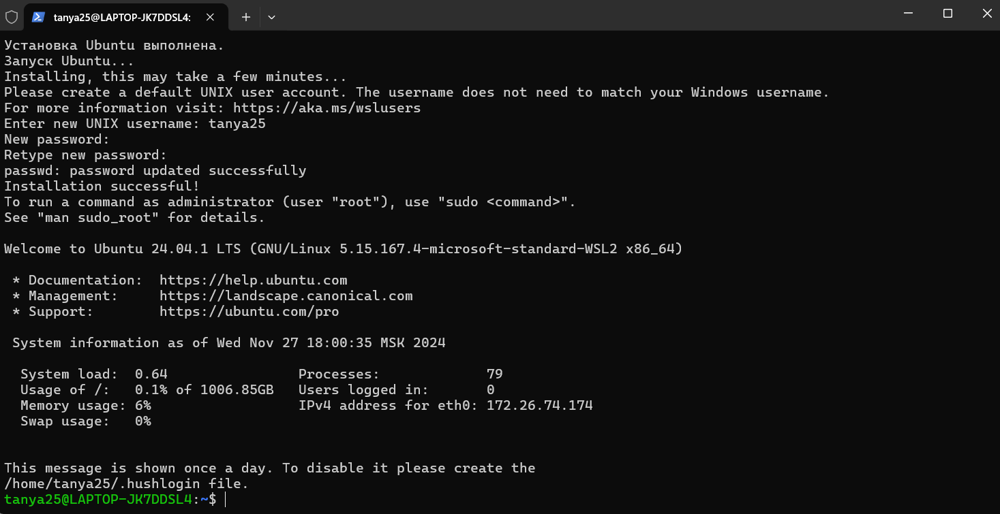 tanya25@LAPTOP-JK7DDSL4:
Установка Ubuntu выполнена.
Запуск Ubuntu...
Installing, this may take a few minutes...
Please create a default UNIX user account. The username does not need to match your Windows username.
For more information visit: https://aka.ms/wslusers
Enter new UNIX username: tanya25
New password:
Retype new password:
passwd: password updated successfully
Installation successful!
To run a command as administrator (user "root"), use "sudo <command>".
See "man sudo_root" for details.
Welcome to Ubuntu 24.04.1 LTS (GNU/Linux 5.15.167.4-microsoft-standard-WSL2 x86_64)
* Documentation:  https://help.ubuntu.com
* Management:     https://landscape.canonical.com
* Support:        https://ubuntu.com/pro
System information as of Wed Nov 27 18:00:35 MSK 2024
System load:  0.64                Processes:             79
Usage of /:   0.1% of 1006.85GB   Users logged in:       0
Memory usage: 6%                  IPv4 address for eth0: 172.26.74.174
Swap usage:   0%
This message is shown once a day. To disable it please create the
/home/tanya25/.hushlogin file.
tanya25@LAPTOP-JK7DDSL4:~$